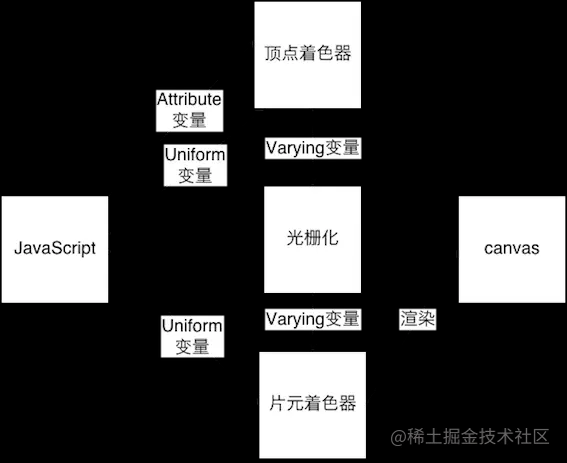 顶点着色器
Attribute
变量
Uniform
变量
Varying变量
JavaScript
光栅化
canvas
Uniform
变量
Varying变量
渲染
片元着色器
@稀土掘金技术社区